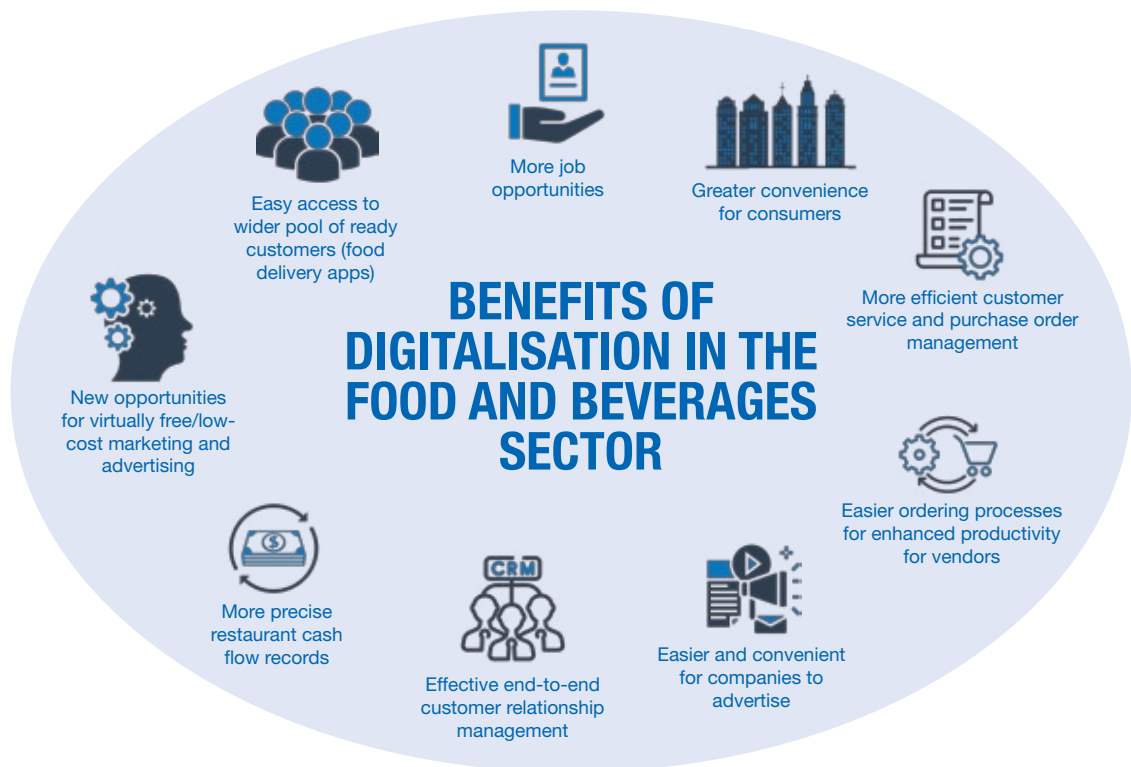 BENEFITS OF
DIGITALISATION IN THE
FOOD AND BEVERAGES
SECTOR
More job
opportunities
Greater convenience
for consumers
More efficient customer
service and purchase order
management
Easier ordering processes
for enhanced productivity
for vendors
Easier and convenient
for companies to
advertise
CRM
Effective end-to-end
customer relationship
management
More precise
restaurant cash
flow records
New opportunities
for virtually free/low-
cost marketing and
advertising
Easy access to
wider pool of ready
customers (food
delivery apps)